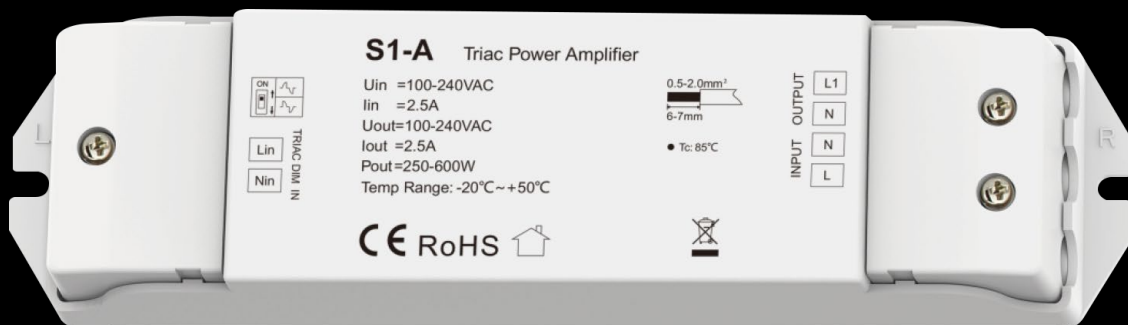 S1-A Triac Power Amplifier
Uin =100-240VAC
Iin =2.5A
Uout=100-240VAC
Iout =2.5A
Pout=250-600W
Temp Range: -20℃~+50℃
CE RoHS
ON
Lin
Nin
TRIAC DIM IN
0.5-2.0mm²
6-7mm
● Tc: 85℃
OUTPUT
L1
N
INPUT
N
L
L
R